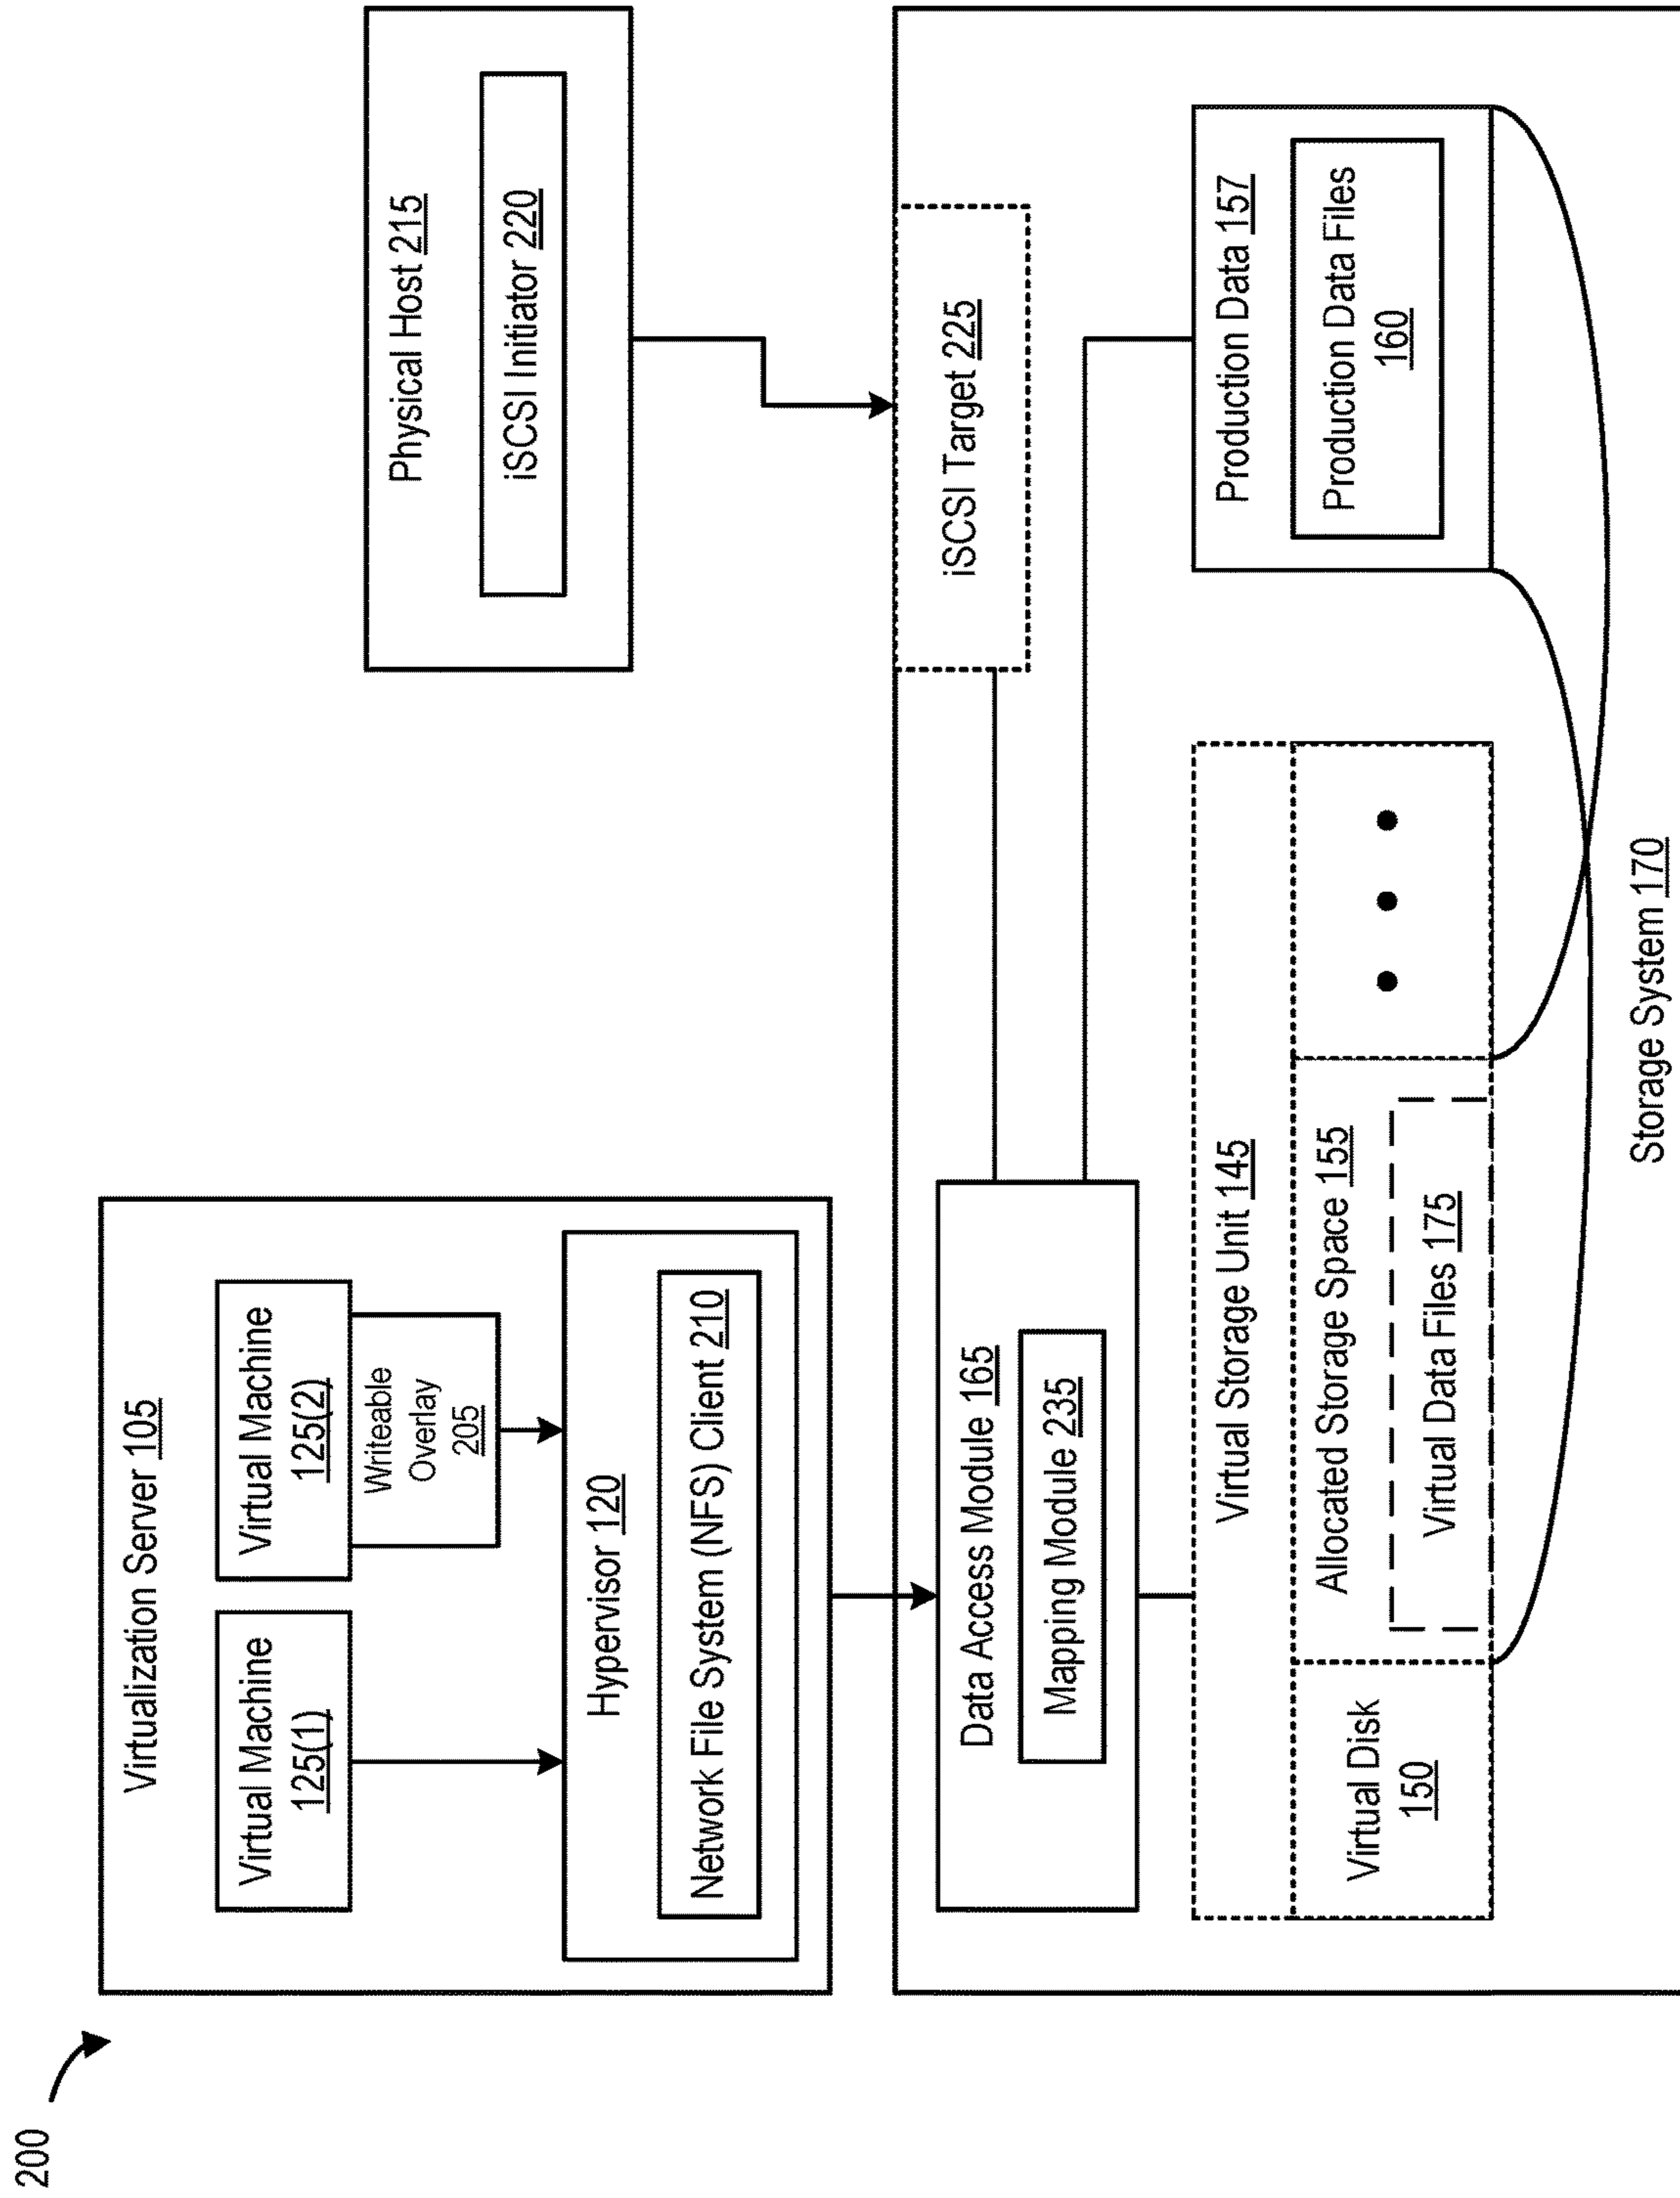 200
Virtualization Server 105
Virtual Machine
125(1)
Virtual Machine
125(2)
Writeable
Overlay
205
Hypervisor 120
Network File System (NFS) Client 210
Physical Host 215
iSCSI Initiator 220
Data Access Module 165
Mapping Module 235
iSCSI Target 225
Virtual Storage Unit 145
Virtual Disk
150
Allocated Storage Space 155
Virtual Data Files 175
Production Data 157
Production Data Files
160
Storage System 170